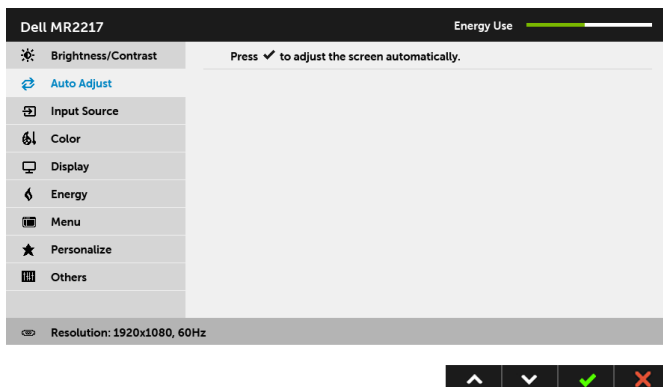 Dell MR2217
Energy Use
Brightness/Contrast
Press ✓ to adjust the screen automatically.
Auto Adjust
Input Source
Color
Display
Energy
Menu
Personalize
Others
Resolution: 1920x1080, 60Hz